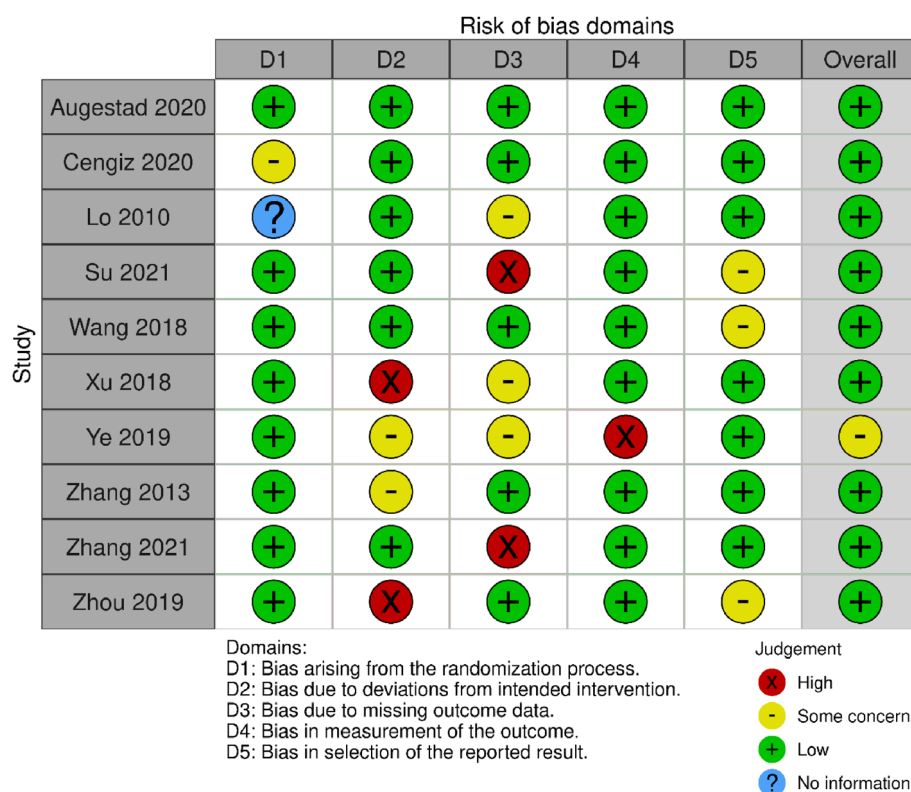 Risk of bias domains
D1 D2 D3 D4 D5 Overall
Study
Augestad 2020 + + + + + +
Cengiz 2020 - + + + + +
Lo 2010 ? + - + + +
Su 2021 + + X + - +
Wang 2018 + + + + - +
Xu 2018 + X - + + +
Ye 2019 + - - X + -
Zhang 2013 + - + + + +
Zhang 2021 + + X + + +
Zhou 2019 + X + + - +
Domains:
D1: Bias arising from the randomization process.
D2: Bias due to deviations from intended intervention.
D3: Bias due to missing outcome data.
D4: Bias in measurement of the outcome.
D5: Bias in selection of the reported result.
Judgement
X High
- Some concern
+ Low
? No information